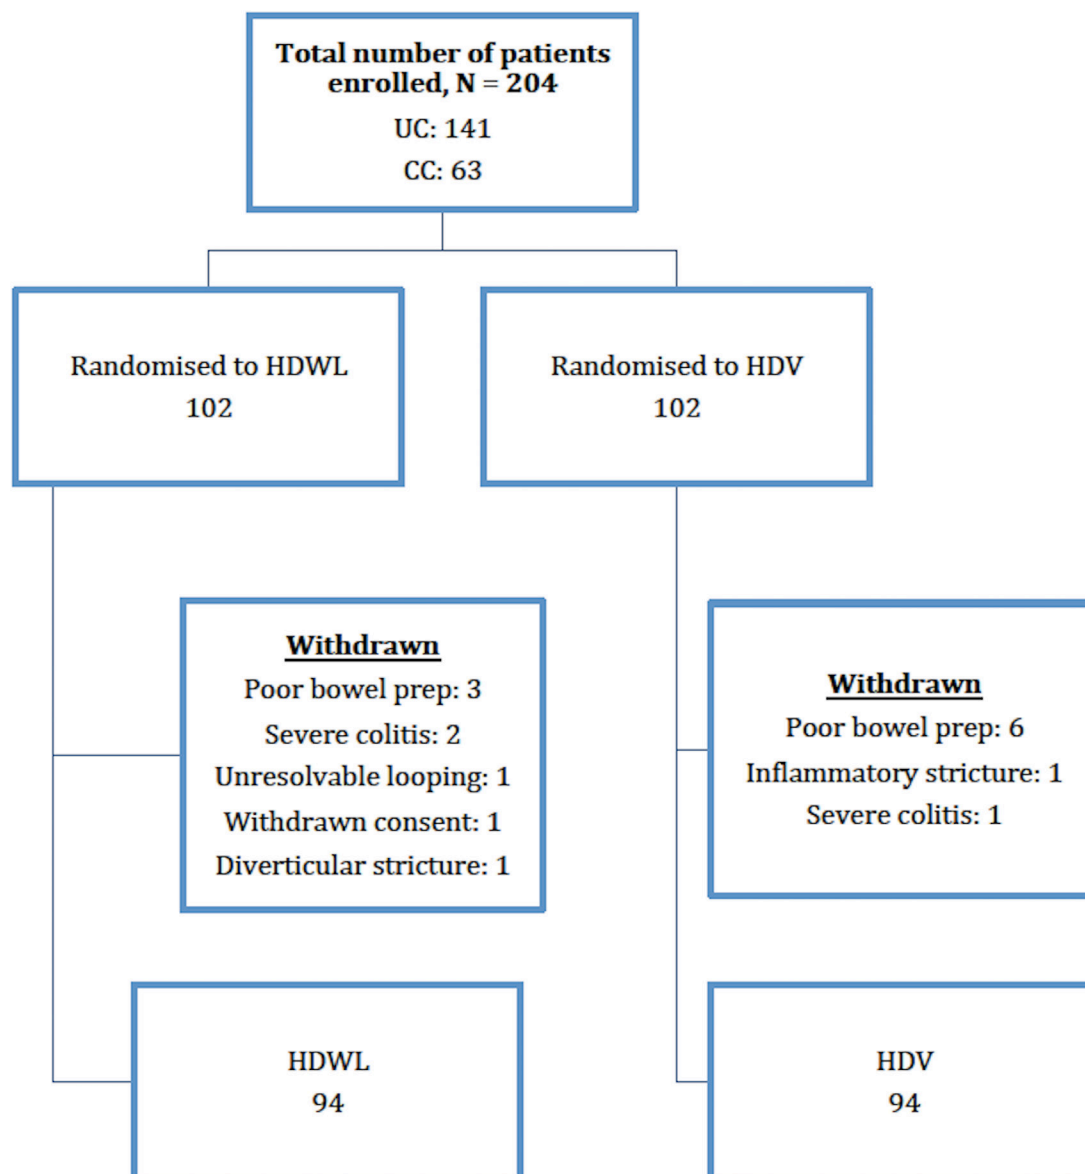 Total number of patients
enrolled, N = 204
UC: 141
CC: 63
Randomised to HDWL
102
Randomised to HDV
102
Withdrawn
Poor bowel prep: 3
Severe colitis: 2
Unresolvable looping: 1
Withdrawn consent: 1
Diverticular stricture: 1
Withdrawn
Poor bowel prep: 6
Inflammatory stricture: 1
Severe colitis: 1
HDWL
94
HDV
94